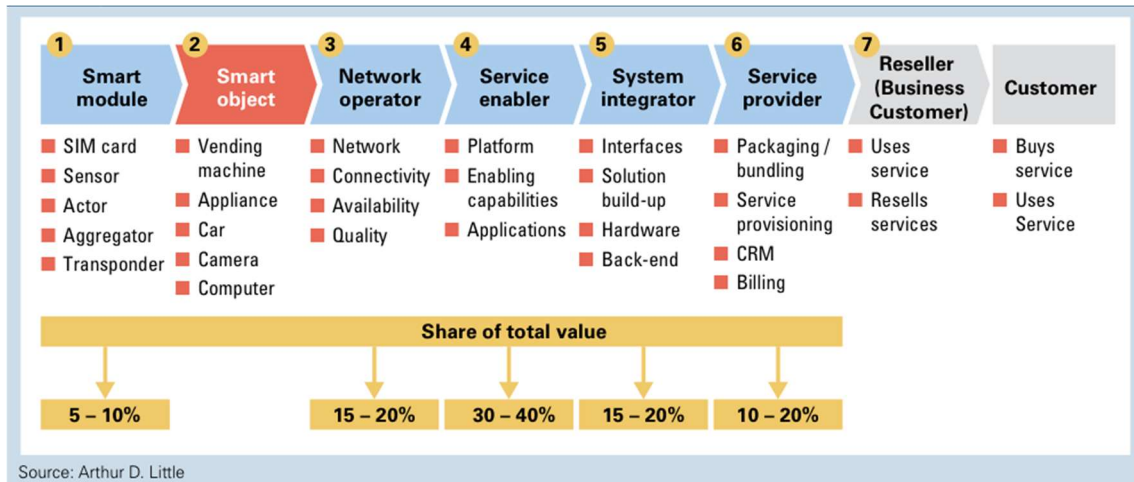 1
Smart
module
2
Smart
object
3
Network
operator
4
Service
enabler
5
System
integrator
6
Service
provider
7
Reseller
(Business
Customer)
Customer
SIM card
Sensor
Actor
Aggregator
Transponder
Vending
machine
Appliance
Car
Camera
Computer
Network
Connectivity
Availability
Quality
Platform
Enabling
capabilities
Applications
Interfaces
Solution
build-up
Hardware
Back-end
Packaging /
bundling
Service
provisioning
CRM
Billing
Uses
service
Resells
services
Buys
service
Uses
Service
Share of total value
5 – 10%
15 – 20%
30 – 40%
15 – 20%
10 – 20%
Source: Arthur D. Little